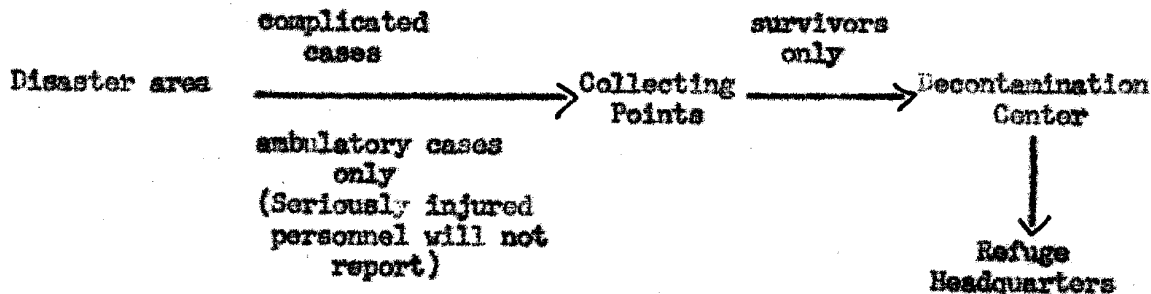 complicated
cases
survivors
only
Disaster area
Collecting
Points
Decontamination
Center
ambulatory cases
only
(Seriously injured
personnel will not
report)
Refuge
Headquarters